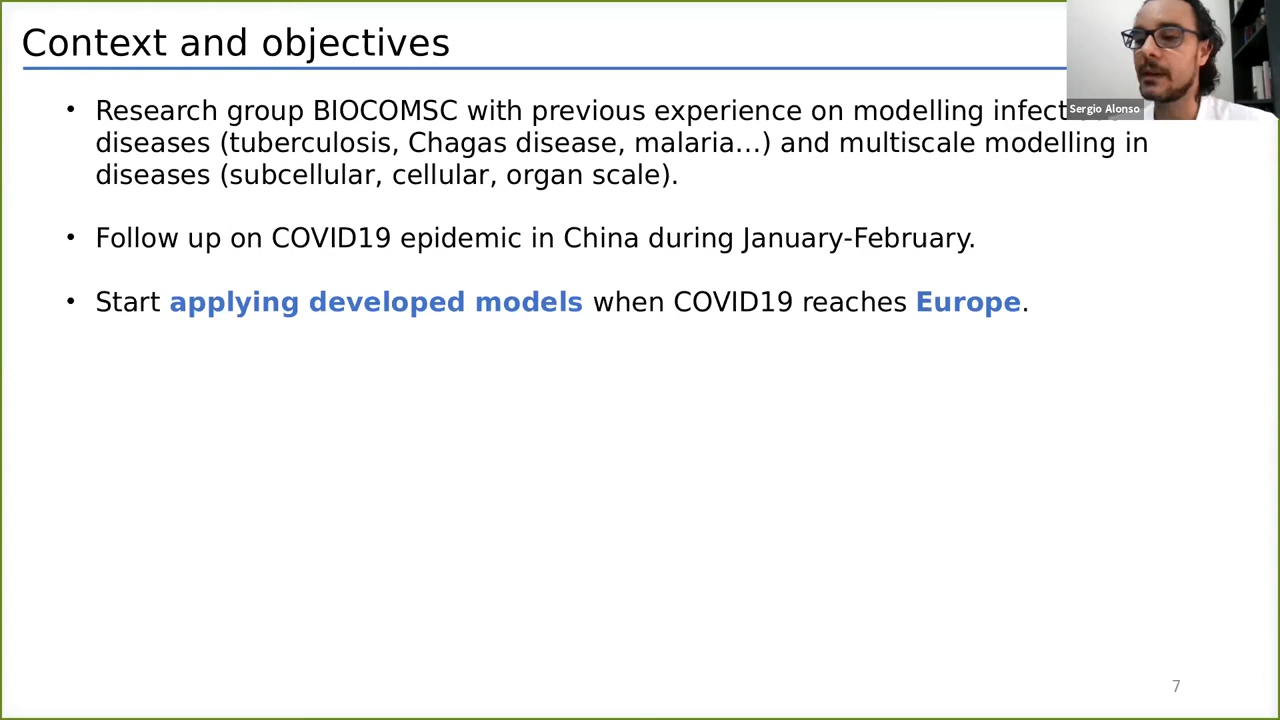 Context and objectives
Sergio Alonso
• Research group BIOCOMSC with previous experience on modelling
diseases (tuberculosis, Chagas disease, malaria...) and multiscale modelling in
diseases (subcellular, cellular, organ scale).
• Follow up on COVID19 epidemic in China during January-February.
• Start applying developed models when COVID19 reaches Europe.
7